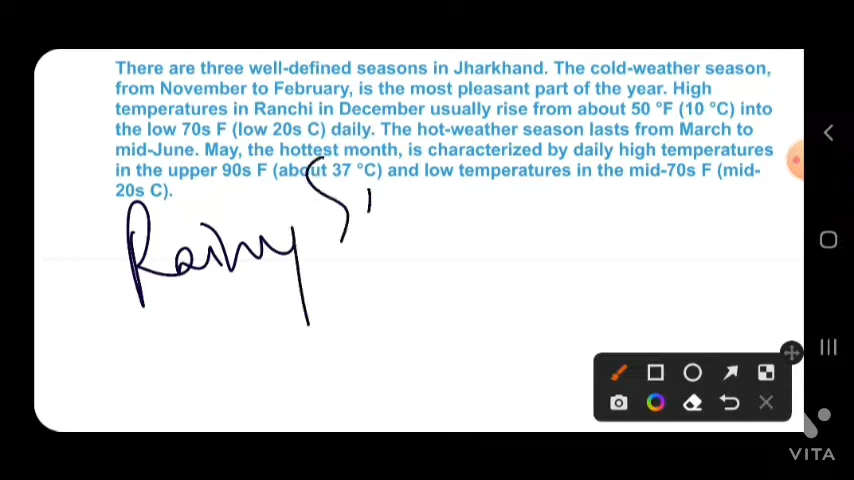 There are three well-defined seasons in Jharkhand. The cold-weather season,
from November to February, is the most pleasant part of the year. High
temperatures in Ranchi in December usually rise from about 50 °F (10 °C) into
the low 70s F (low 20s C) daily. The hot-weather season lasts from March to
mid-June. May, the hottest month, is characterized by daily high temperatures
in the upper 90s F (about 37 °C) and low temperatures in the mid-70s F (mid-
20s C).
Rainy
VITA